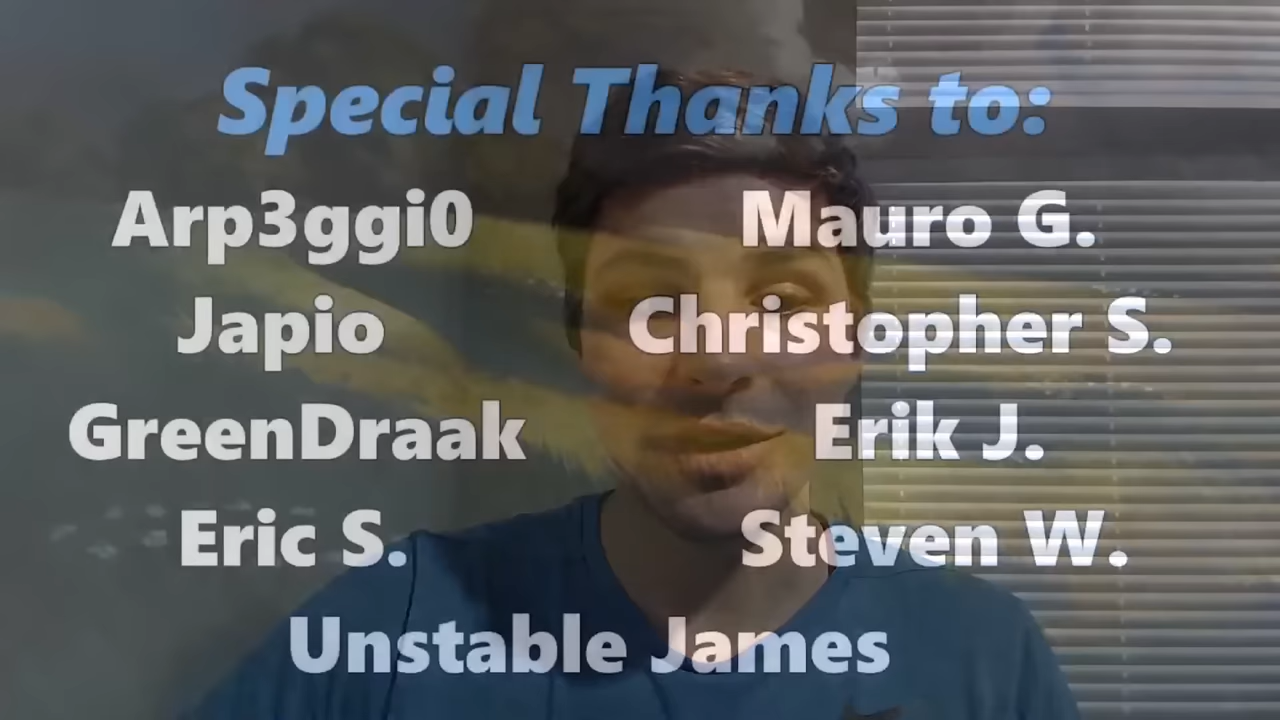 Special Thanks to:
Arp3ggi0
Mauro G.
Japio
Christopher S.
GreenDraak
Erik J.
Eric S.
Steven W.
Unstable James